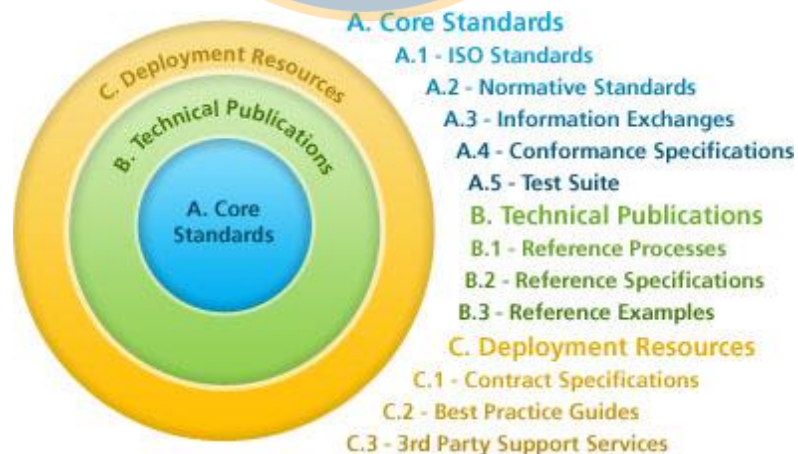 C. Deployment Resources
B. Technical Publications
A. Core
Standards
A. Core Standards
A.1 - ISO Standards
A.2 - Normative Standards
A.3 - Information Exchanges
A.4 - Conformance Specifications
A.5 - Test Suite
B. Technical Publications
B.1 - Reference Processes
B.2 - Reference Specifications
B.3 - Reference Examples
C. Deployment Resources
C.1 - Contract Specifications
C.2 - Best Practice Guides
C.3 - 3rd Party Support Services